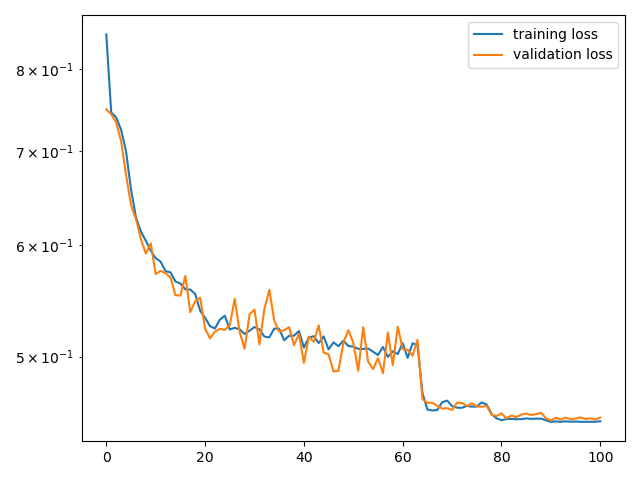 training loss
validation loss
8 × 10⁻¹
7 × 10⁻¹
6 × 10⁻¹
5 × 10⁻¹
0 20 40 60 80 100